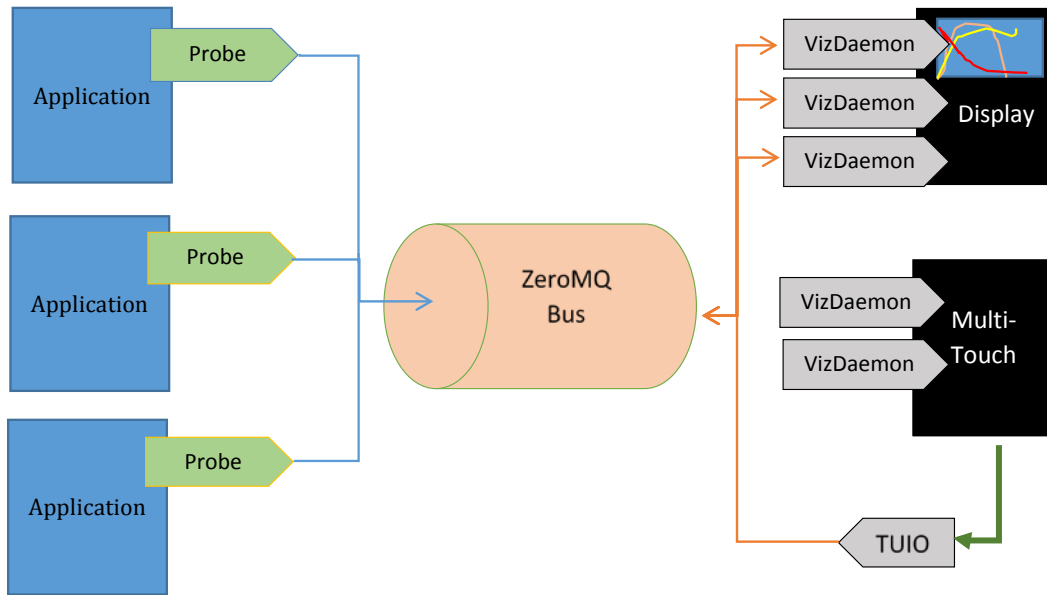 Probe
Application
Probe
Application
Probe
Application
ZeroMQ
Bus
VizDaemon
VizDaemon
VizDaemon
Display
VizDaemon
VizDaemon
Multi-
Touch
TUIO